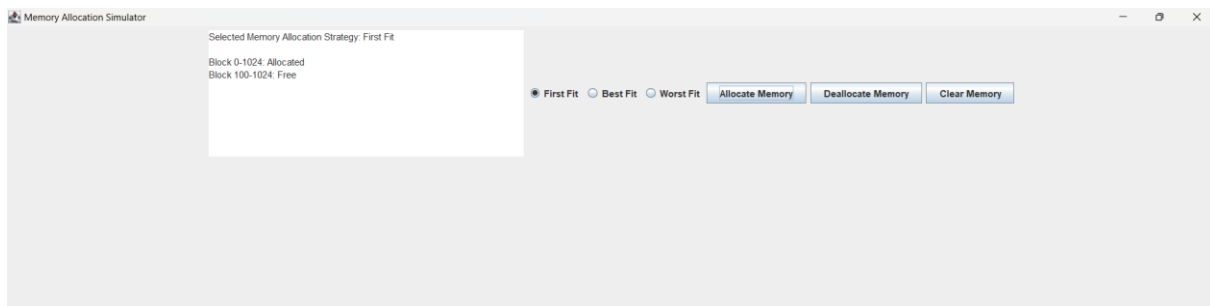 Memory Allocation Simulator
Selected Memory Allocation Strategy: First Fit
Block 0-1024: Allocated
Block 100-1024: Free
First Fit Best Fit Worst Fit Allocate Memory Deallocate Memory Clear Memory